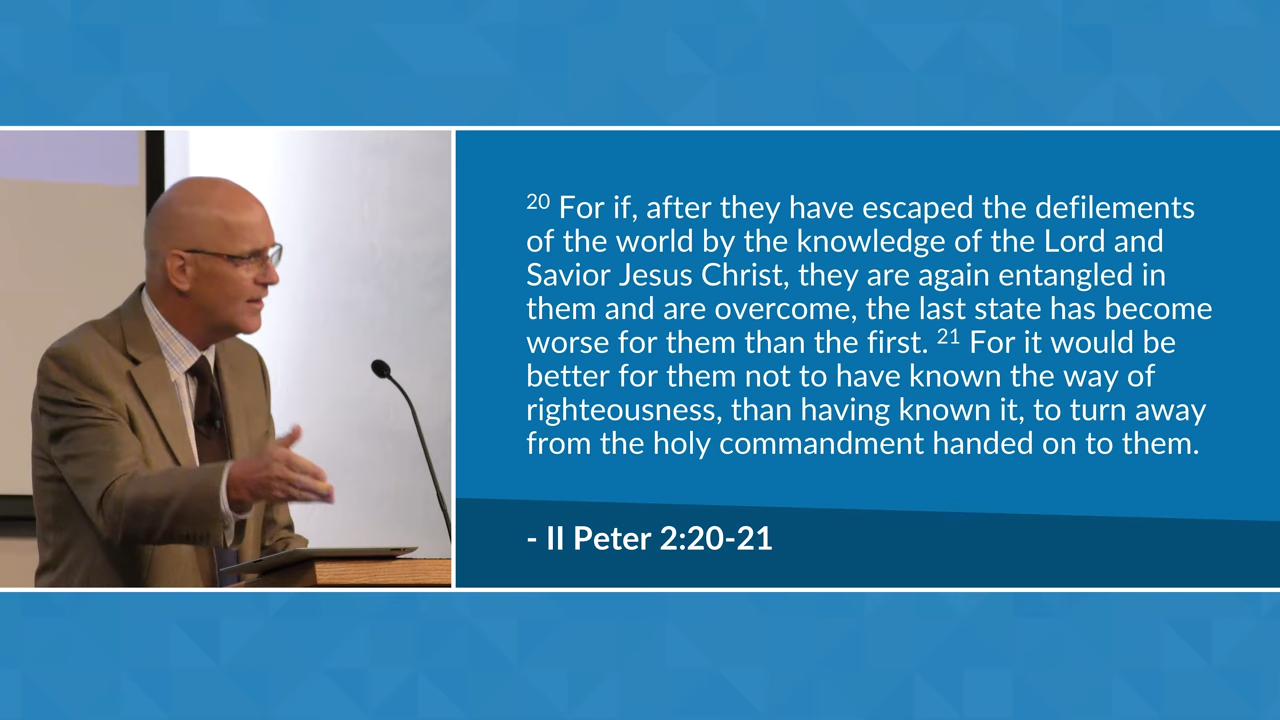 20 For if, after they have escaped the defilements
of the world by the knowledge of the Lord and
Savior Jesus Christ, they are again entangled in
them and are overcome, the last state has become
worse for them than the first. 21 For it would be
better for them not to have known the way of
righteousness, than having known it, to turn away
from the holy commandment handed on to them.
- II Peter 2:20-21